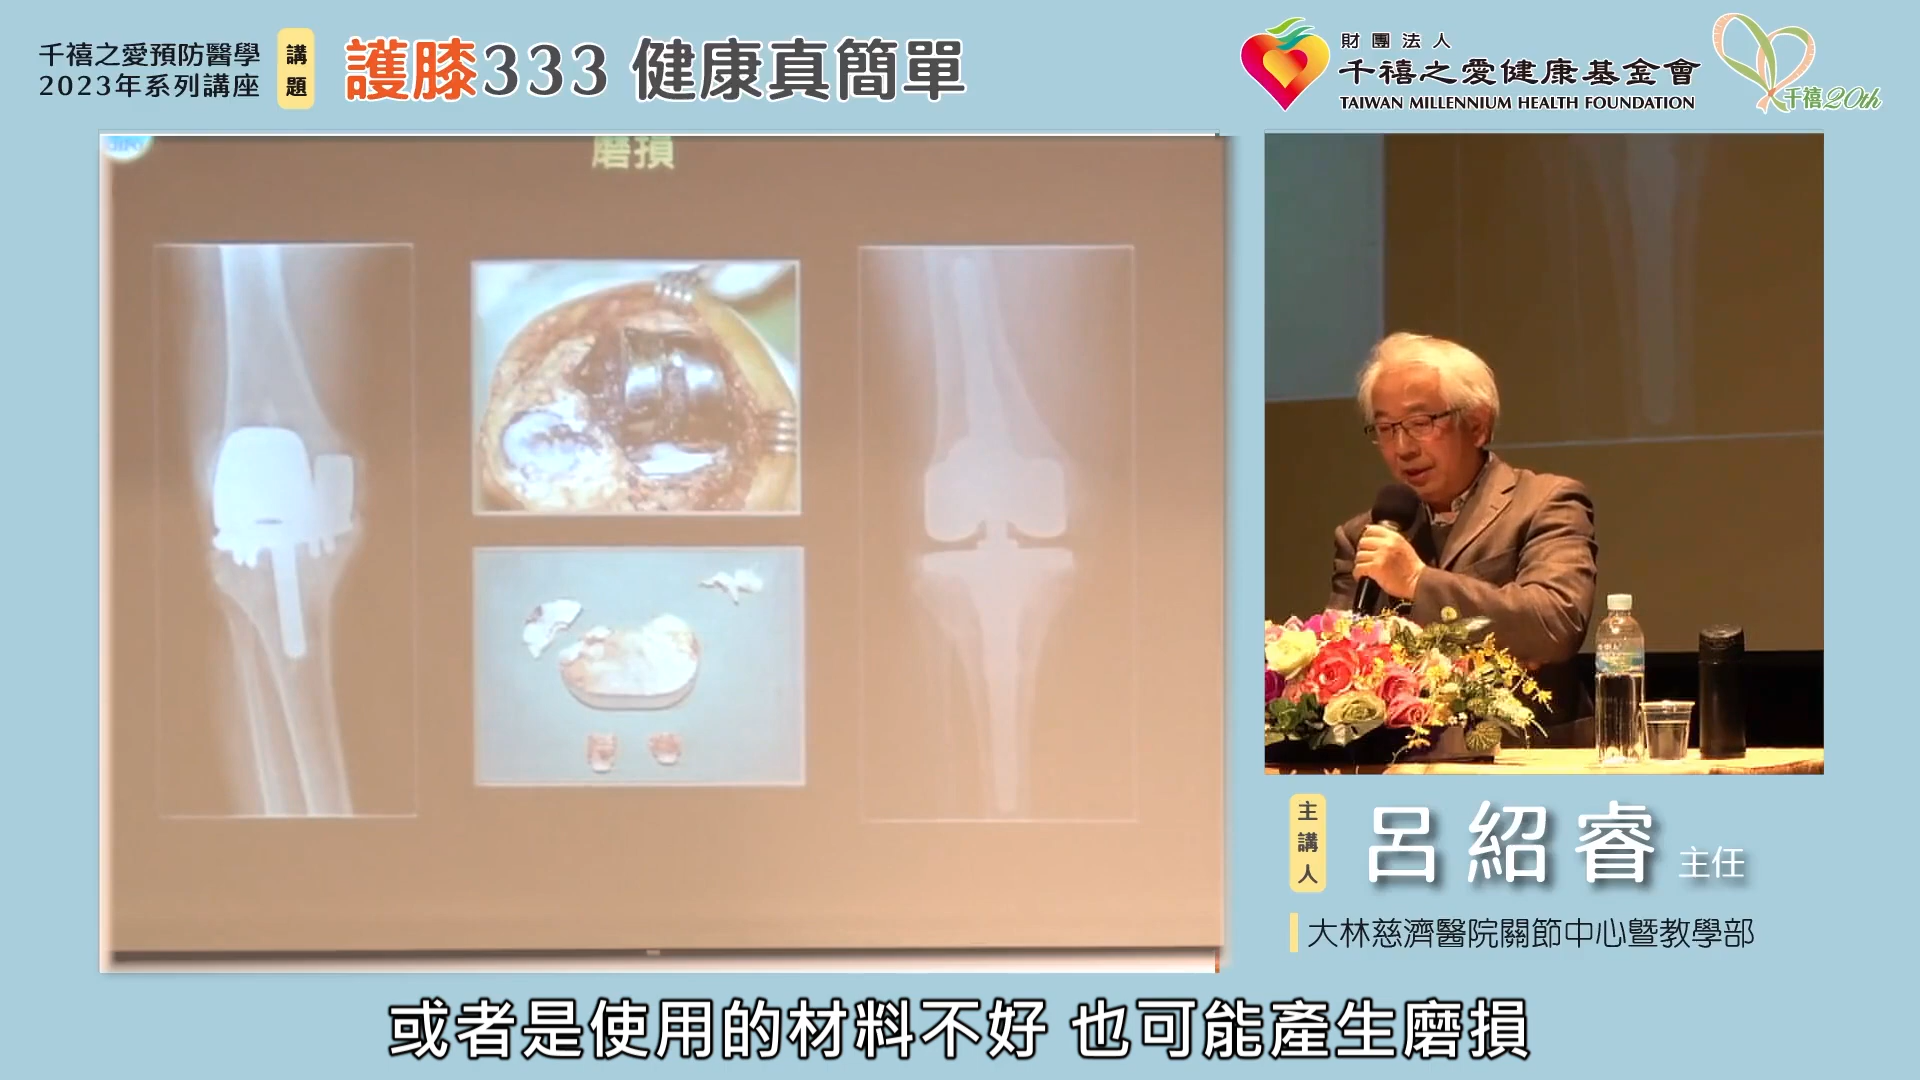 千禧之愛預防醫學
2023年系列講座
講題
護膝333 健康真簡單
財團法人
千禧之愛健康基金會
TAIWAN MILLENNIUM HEALTH FOUNDATION
千禧20th
磨損
主講人
呂紹睿 主任
大林慈濟醫院關節中心暨教學部
或者是使用的材料不好 也可能產生磨損